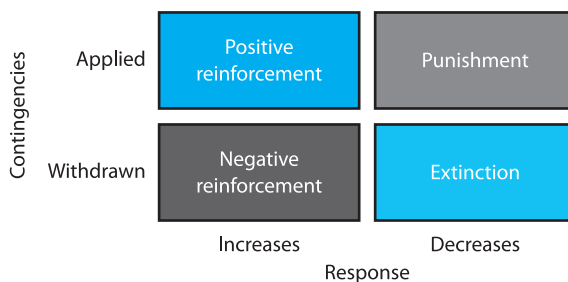 Contingencies
Applied
Positive
reinforcement
Punishment
Withdrawn
Negative
reinforcement
Extinction
Increases
Decreases
Response